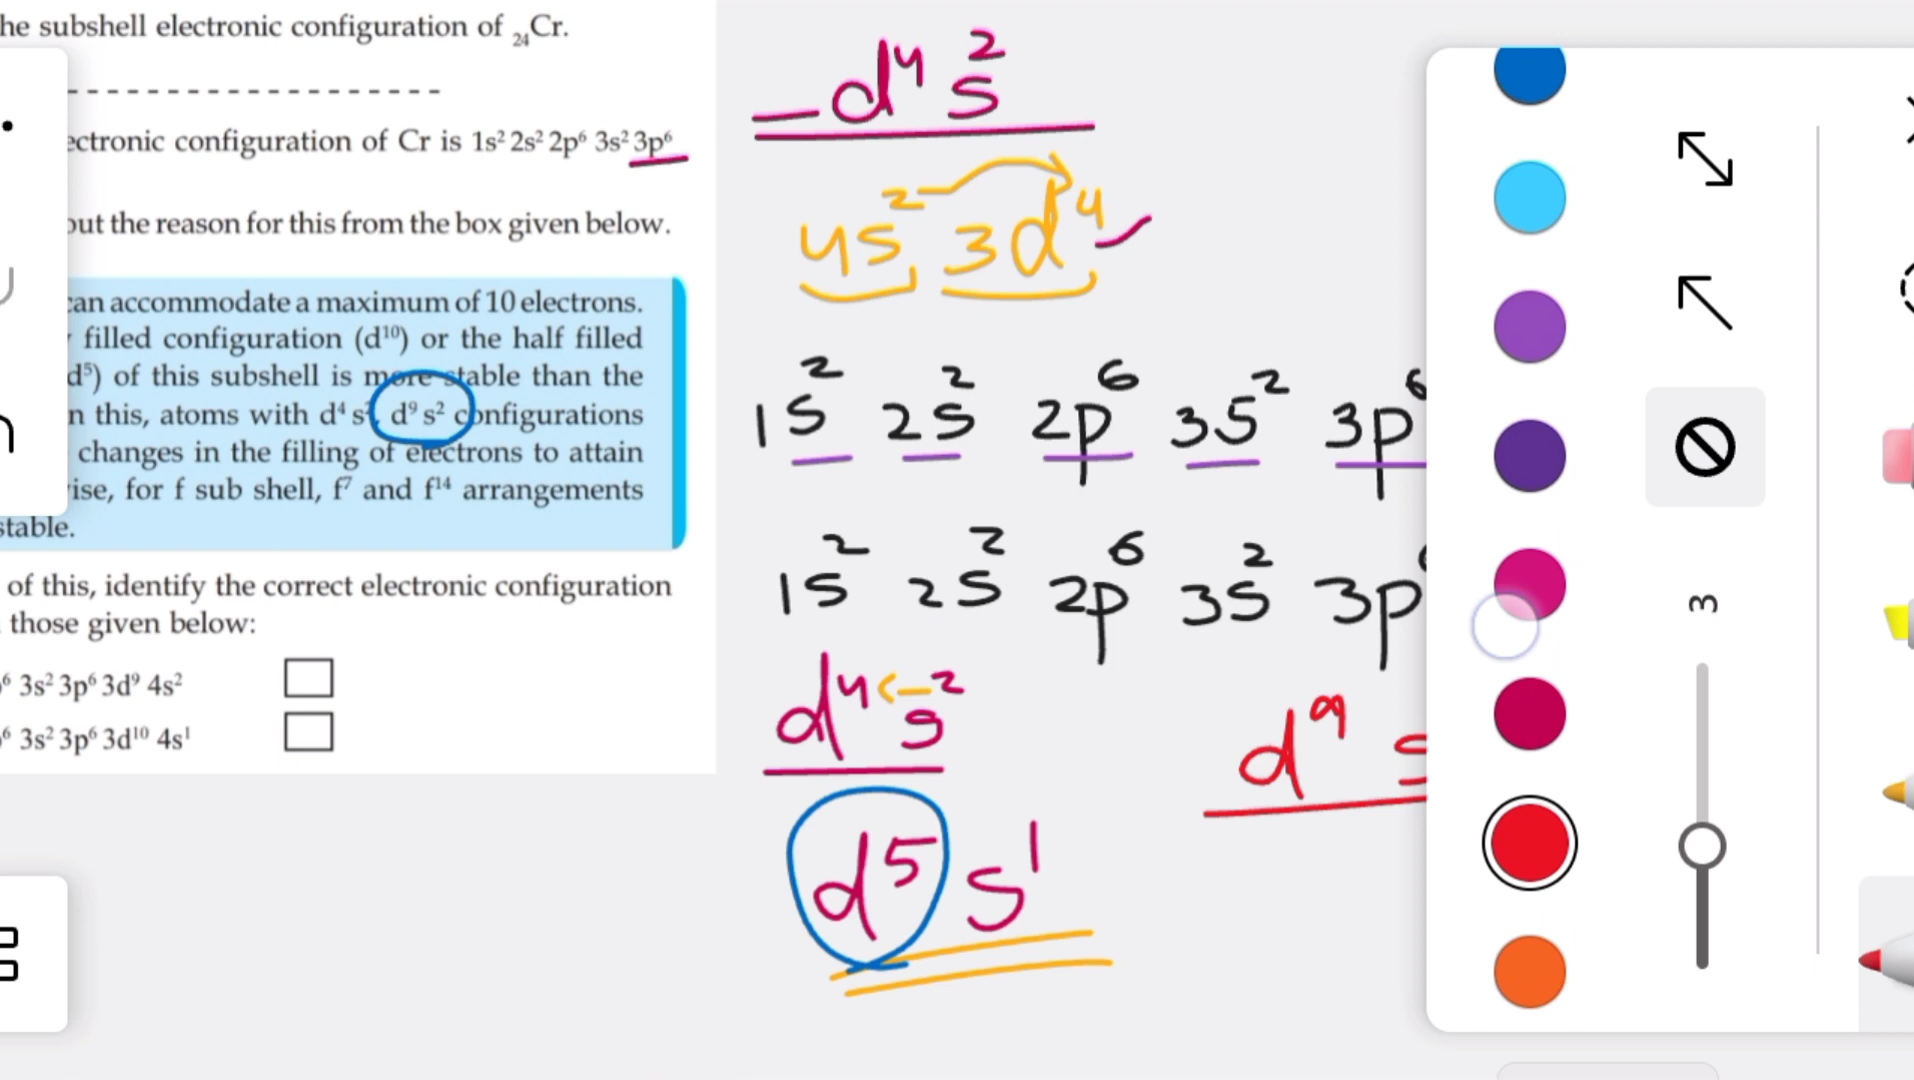 he subshell electronic configuration of ₂₄Cr.
ectronic configuration of Cr is 1s² 2s² 2p⁶ 3s² 3p⁶
out the reason for this from the box given below.
can accommodate a maximum of 10 electrons.
filled configuration (d¹⁰) or the half filled
d⁵) of this subshell is more stable than the
n this, atoms with d⁴ s², d⁹ s² configurations
changes in the filling of electrons to attain
ise, for f sub shell, f⁷ and f¹⁴ arrangements
stable.
of this, identify the correct electronic configuration
those given below:
⁶ 3s² 3p⁶ 3d⁹ 4s²
⁶ 3s² 3p⁶ 3d¹⁰ 4s¹
d⁴ s²
4s² 3d⁴
1s² 2s² 2p⁶ 3s² 3p⁶
1s² 2s² 2p⁶ 3s² 3p
d⁴ s²
d⁵ s¹
d⁹
3